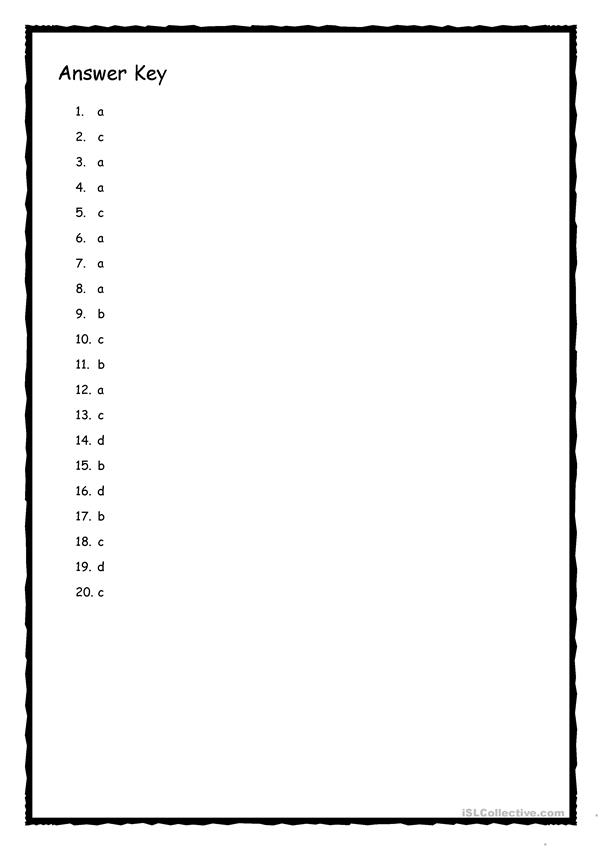 Answer Key
1. a
2. c
3. a
4. a
5. c
6. a
7. a
8. a
9. b
10. c
11. b
12. a
13. c
14. d
15. b
16. d
17. b
18. c
19. d
20. c
iSLCollective.com